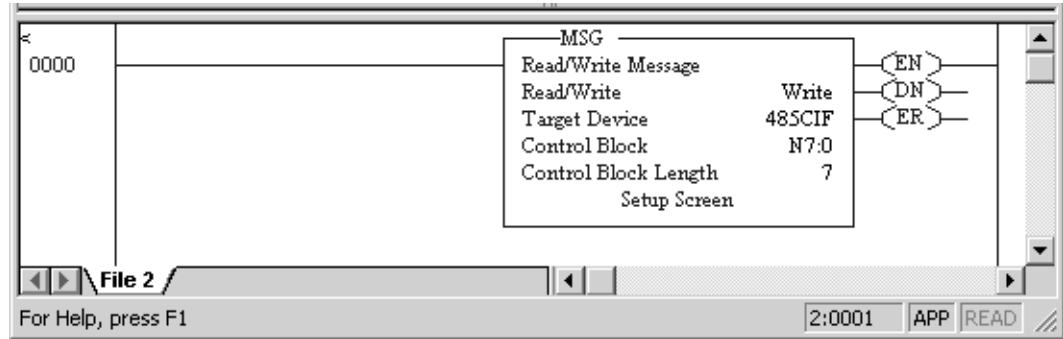 MSG
0000
Read/Write Message
EN
Read/Write Write
DN
Target Device 485CIF
ER
Control Block N7:0
Control Block Length 7
Setup Screen
File 2
For Help, press F1
2:0001
APP
READ